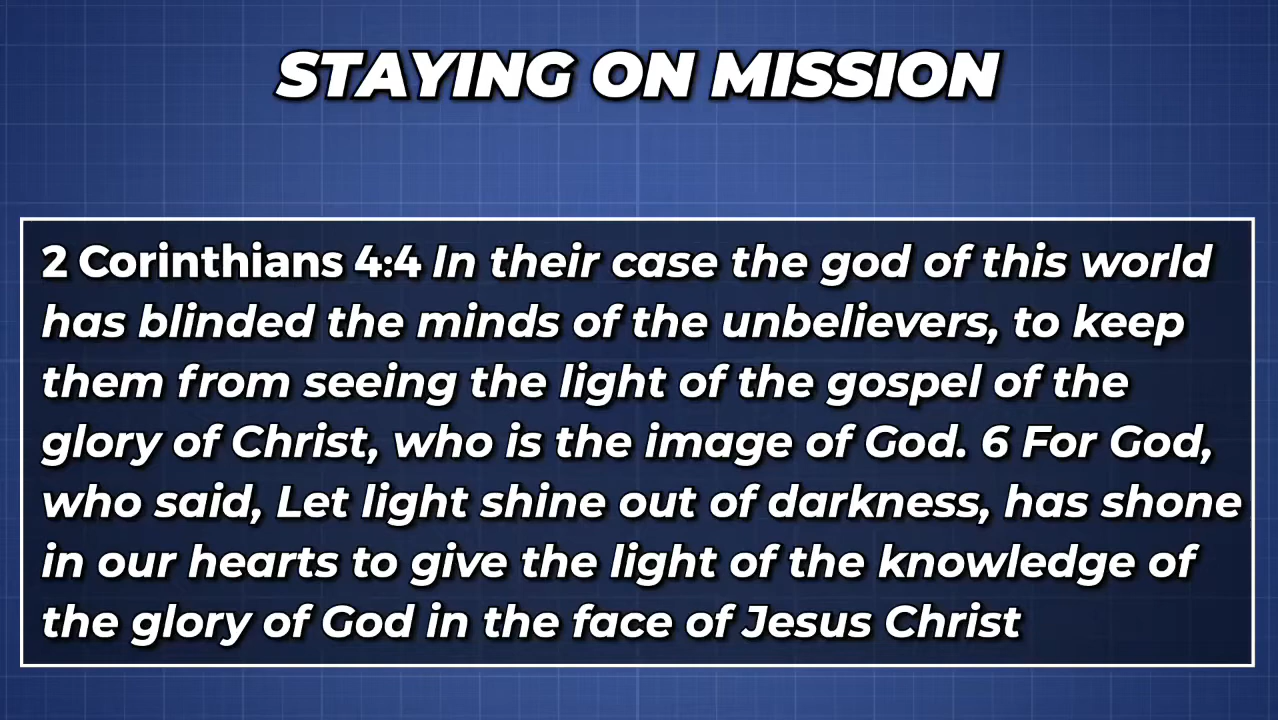 STAYING ON MISSION
2 Corinthians 4:4 In their case the god of this world
has blinded the minds of the unbelievers, to keep
them from seeing the light of the gospel of the
glory of Christ, who is the image of God. 6 For God,
who said, Let light shine out of darkness, has shone
in our hearts to give the light of the knowledge of
the glory of God in the face of Jesus Christ